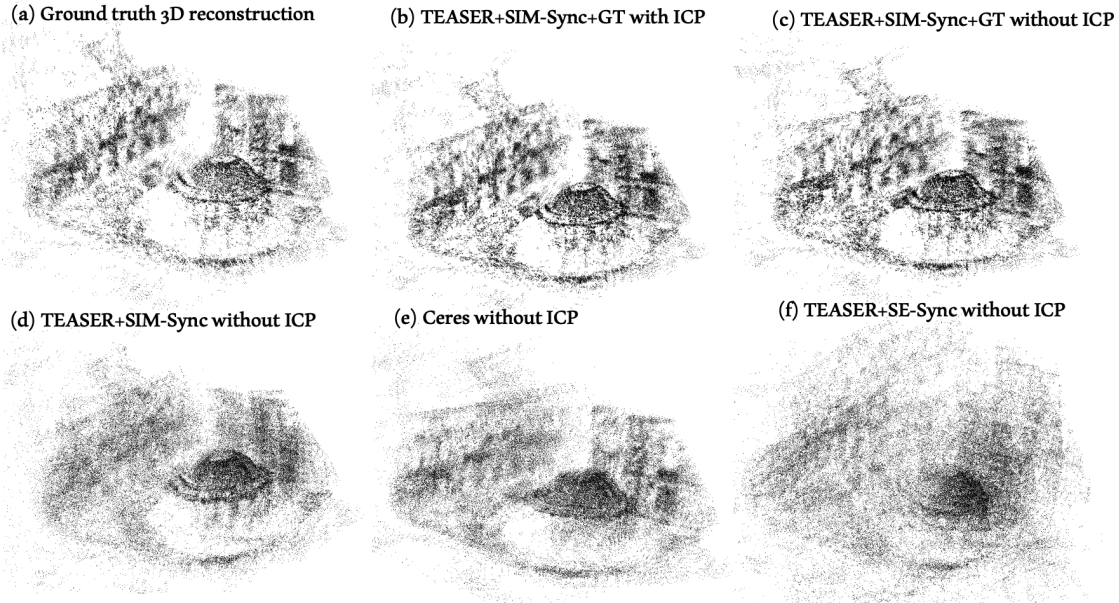 (a) Ground truth 3D reconstruction
(b) TEASER+SIM-Sync+GT with ICP
(c) TEASER+SIM-Sync+GT without ICP
(d) TEASER+SIM-Sync without ICP
(e) Ceres without ICP
(f) TEASER+SE-Sync without ICP